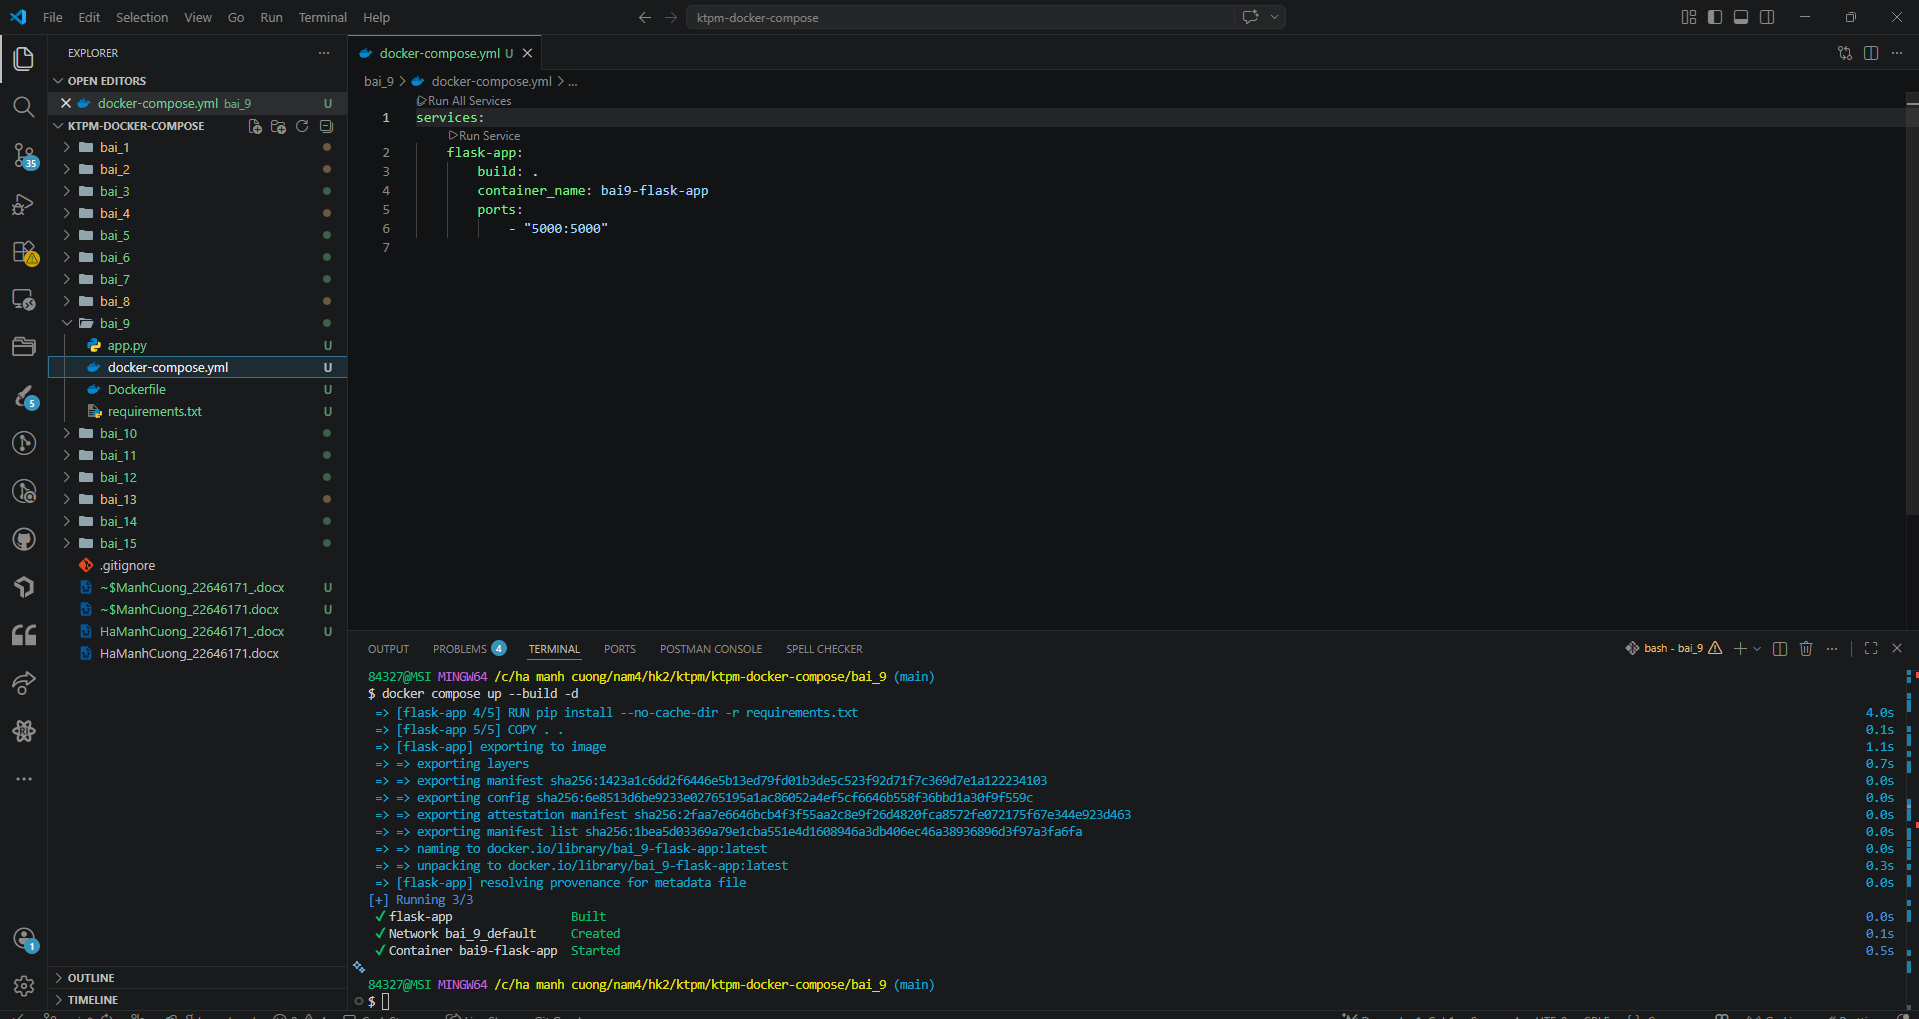 File Edit Selection View Go Run Terminal Help
ktpm-docker-compose
EXPLORER
OPEN EDITORS
docker-compose.yml bai_9 U
KTPM-DOCKER-COMPOSE
bai_1
bai_2
bai_3
bai_4
bai_5
bai_6
bai_7
bai_8
bai_9
app.py U
docker-compose.yml U
Dockerfile U
requirements.txt U
bai_10
bai_11
bai_12
bai_13
bai_14
bai_15
.gitignore
~$ManhCuong_22646171_.docx U
~$ManhCuong_22646171.docx U
HaManhCuong_22646171_.docx U
HaManhCuong_22646171.docx
OUTLINE
TIMELINE
35
5
1
docker-compose.yml U
bai_9 > docker-compose.yml > ...
Run All Services
1 services:
Run Service
2 flask-app:
3 build: .
4 container_name: bai9-flask-app
5 ports:
6 - "5000:5000"
7
OUTPUT PROBLEMS 4 TERMINAL PORTS POSTMAN CONSOLE SPELL CHECKER
bash - bai_9
84327@MSI MINGW64 /c/ha manh cuong/nam4/hk2/ktpm/ktpm-docker-compose/bai_9 (main)
$ docker compose up --build -d
=> [flask-app 4/5] RUN pip install --no-cache-dir -r requirements.txt 4.0s
=> [flask-app 5/5] COPY . . 0.1s
=> [flask-app] exporting to image 1.1s
=> => exporting layers 0.7s
=> => exporting manifest sha256:1423a1c6dd2f6446e5b13ed79fd01b3de5c523f92d71f7c369d7e1a122234103 0.0s
=> => exporting config sha256:6e8513d6be9233e02765195a1ac86052a4ef5cf6646b558f36bbd1a30f9f559c 0.0s
=> => exporting attestation manifest sha256:2faa7e6646bcb4f3f55aa2c8e9f26d4820fca8572fe072175f67e344e923d463 0.0s
=> => exporting manifest list sha256:1bea5d03369a79e1cba551e4d1608946a3db406ec46a38936896d3f97a3fa6fa 0.0s
=> => naming to docker.io/library/bai_9-flask-app:latest 0.0s
=> => unpacking to docker.io/library/bai_9-flask-app:latest 0.3s
=> [flask-app] resolving provenance for metadata file 0.0s
[+] Running 3/3
✔ flask-app Built 0.0s
✔ Network bai_9_default Created 0.1s
✔ Container bai9-flask-app Started 0.5s
84327@MSI MINGW64 /c/ha manh cuong/nam4/hk2/ktpm/ktpm-docker-compose/bai_9 (main)
$